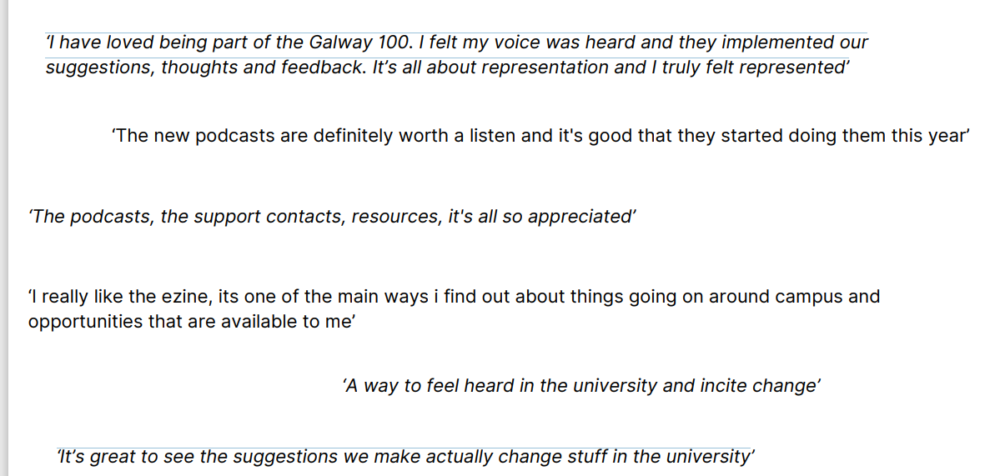 ‘I have loved being part of the Galway 100. I felt my voice was heard and they implemented our
suggestions, thoughts and feedback. It’s all about representation and I truly felt represented’
‘The new podcasts are definitely worth a listen and it's good that they started doing them this year’
‘The podcasts, the support contacts, resources, it's all so appreciated’
‘I really like the ezine, its one of the main ways i find out about things going on around campus and
opportunities that are available to me’
‘A way to feel heard in the university and incite change’
‘It’s great to see the suggestions we make actually change stuff in the university’